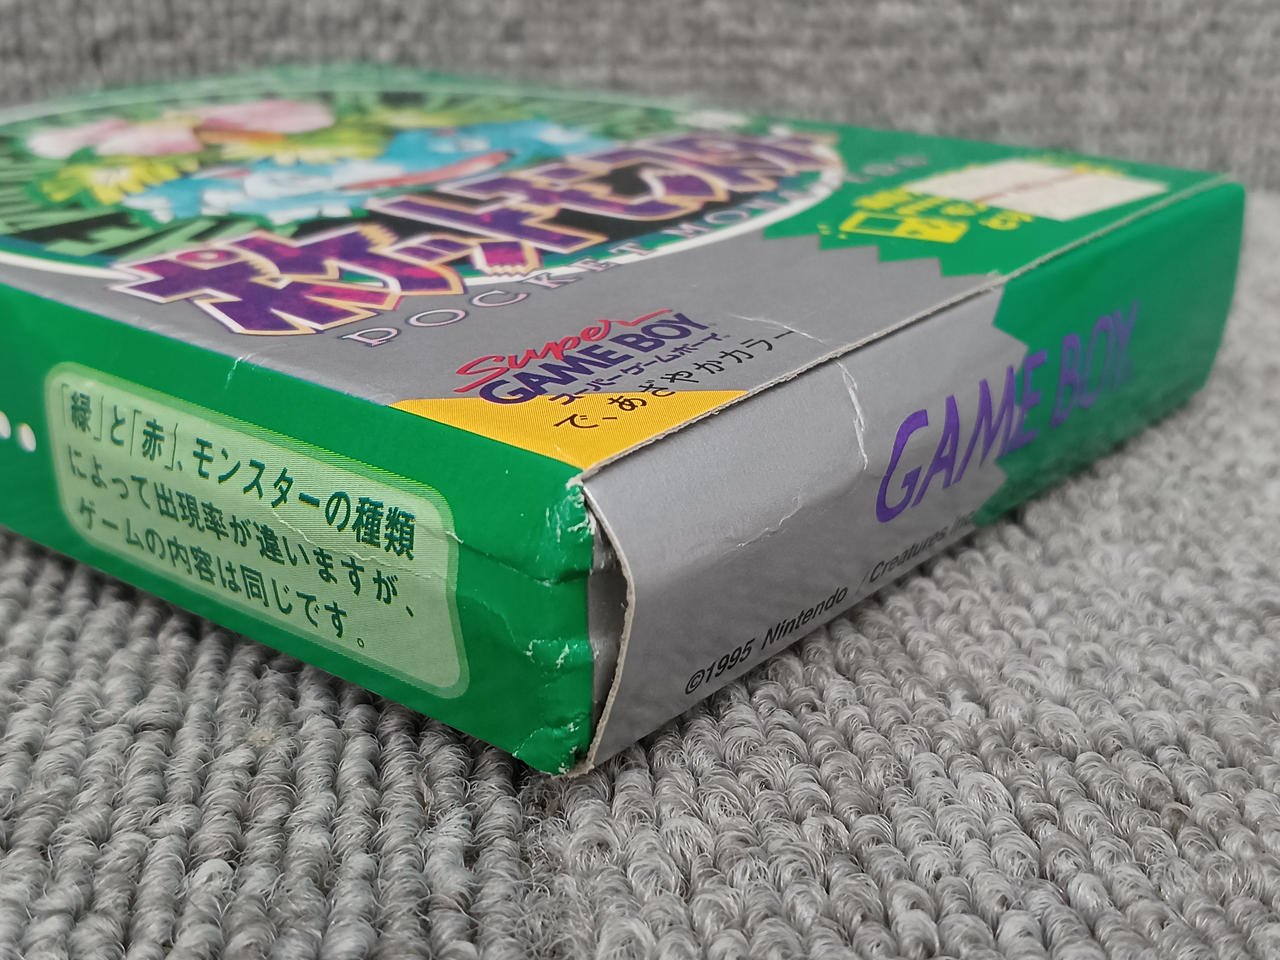 ポケットモンスター
POCKET MON
Super
GAME BOY
スーパーゲームボーイ
で、あざやかカラー
「緑」と「赤」、モンスターの種類
によって出現率が違いますが、
ゲームの内容は同じです。
GAME BOY
©1995 Nintendo / Creatures inc.